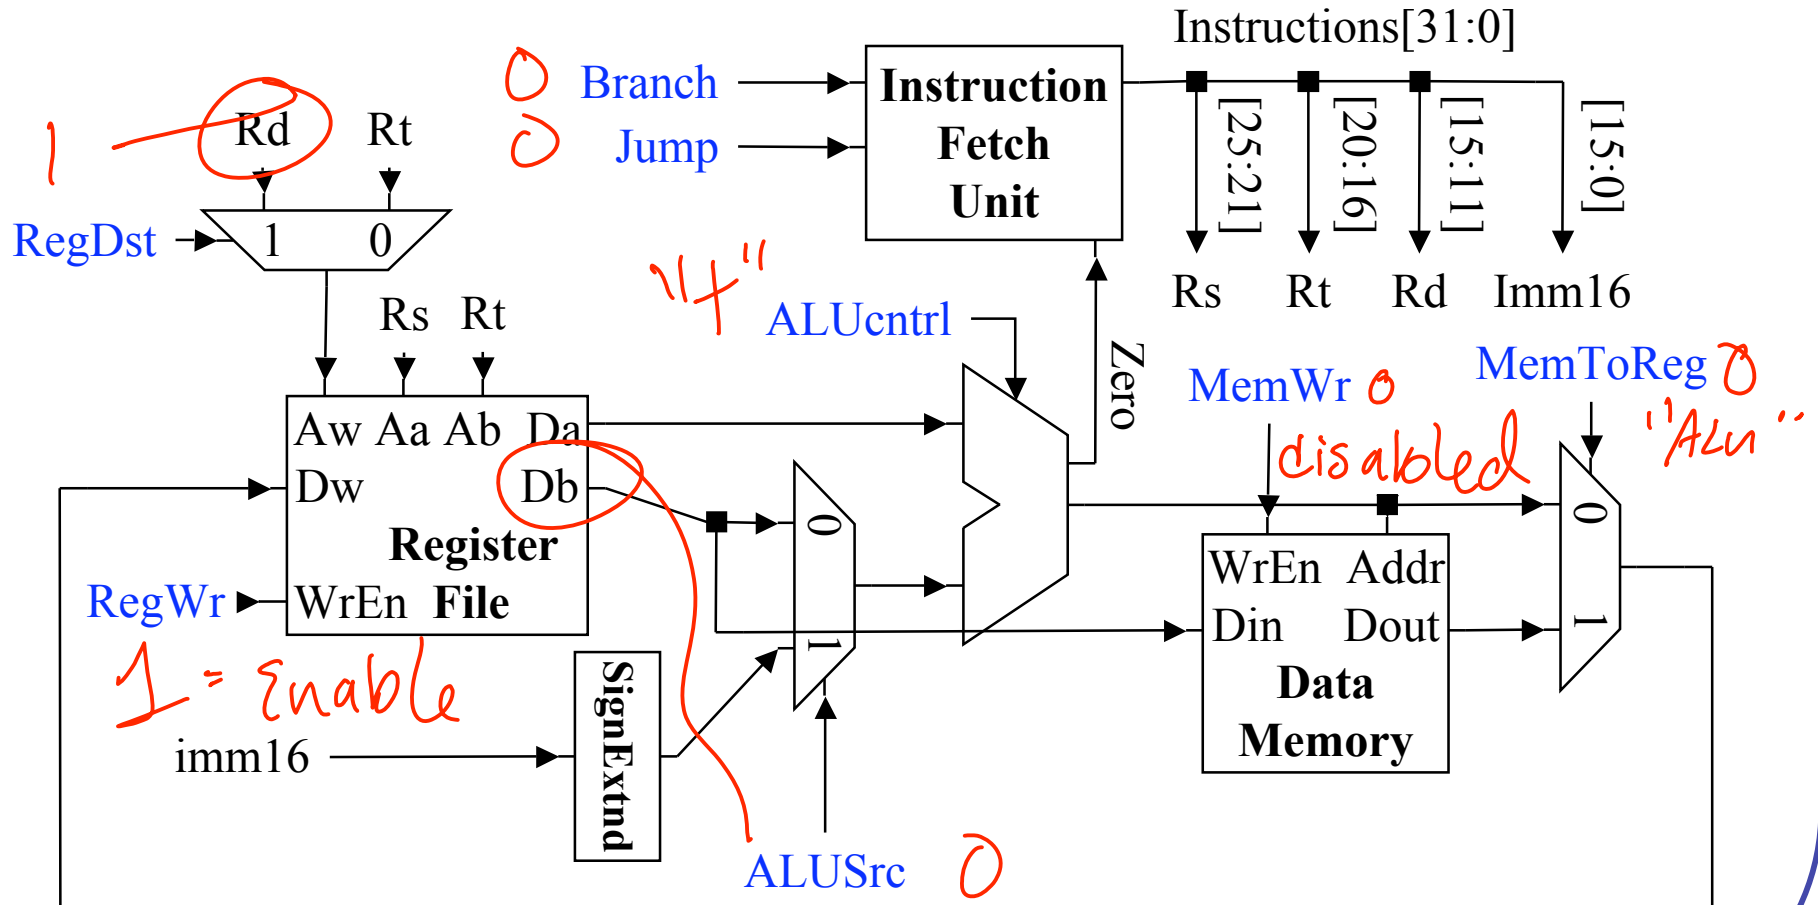 Instructions[31:0]
0 Branch
0 Jump
Instruction
Fetch
Unit
[25:21]
[20:16]
[15:11]
[15:0]
Rs Rt Rd Imm16
1 Rd Rt
RegDst
1 0
Rs Rt
"+"
ALUcntrl
Zero
MemWr 0
disabled
MemToReg 0
"ALU"
Aw Aa Ab Da
Dw Db
Register
File
RegWr WrEn
1 = Enable
imm16
SignExtnd
0
1
ALUSrc 0
WrEn Addr
Din Dout
Data
Memory
0
1